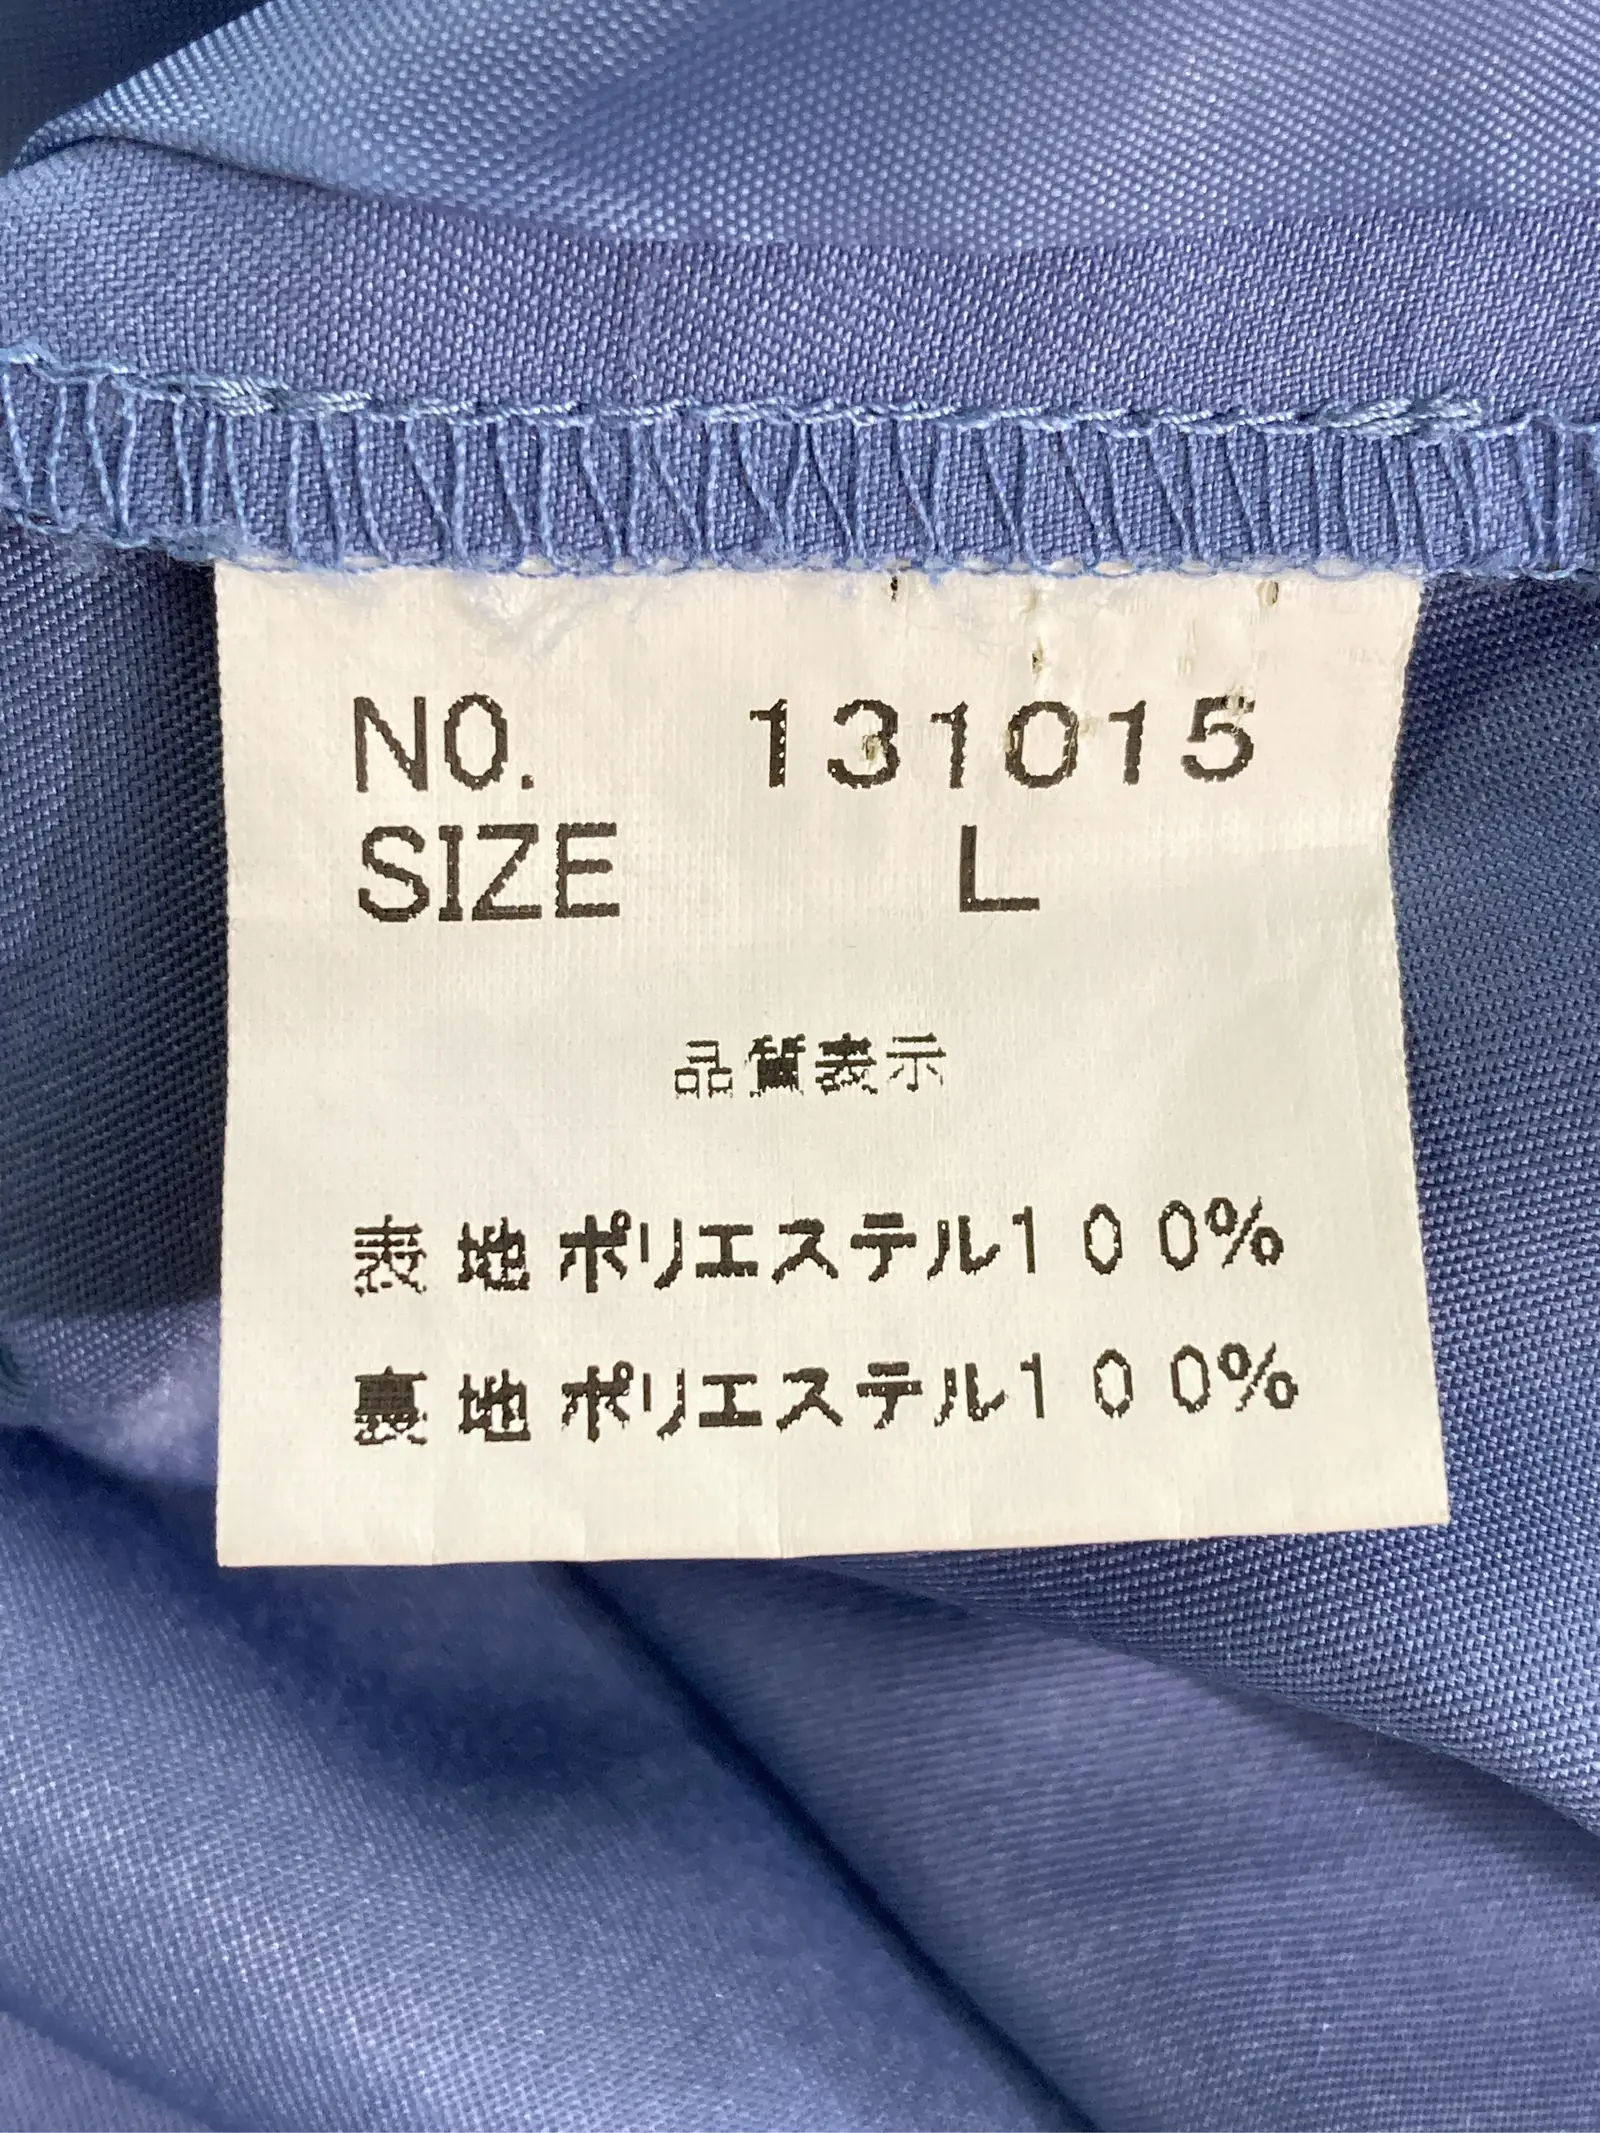 NO. 131015
SIZE L
品質表示
表地ポリエステル100%
裏地ポリエステル100%